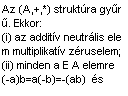 Az (A,+,*) struktúra gyűr
ű. Ekkor:
(i) az additív neutrális ele
m multiplikatív zéruselem;
(ii) minden a E A elemre
(-a)b=a(-b)=-(ab)  és